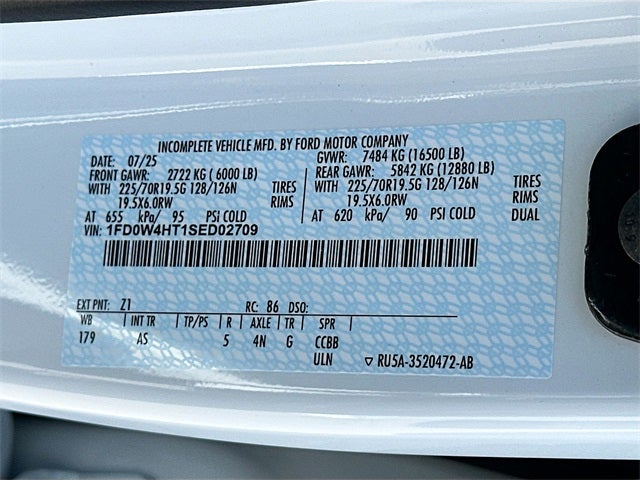 INCOMPLETE VEHICLE MFD. BY FORD MOTOR COMPANY
DATE: 07/25 GVWR: 7484 KG (16500 LB)
FRONT GAWR: 2722 KG ( 6000 LB) REAR GAWR: 5842 KG (12880 LB)
WITH 225/70R19.5G 128/126N TIRES WITH 225/70R19.5G 128/126N TIRES
19.5X6.0RW RIMS 19.5X6.0RW RIMS
AT 655 kPa/ 95 PSi COLD AT 620 kPa/ 90 PSi COLD DUAL
VIN: 1FD0W4HT1SED02709
EXT PNT: Z1 RC: 86 DSO:
WB INT TR TP/PS R AXLE TR SPR
179 AS 5 4N G CCBB
ULN ▽ RU5A-3520472-AB